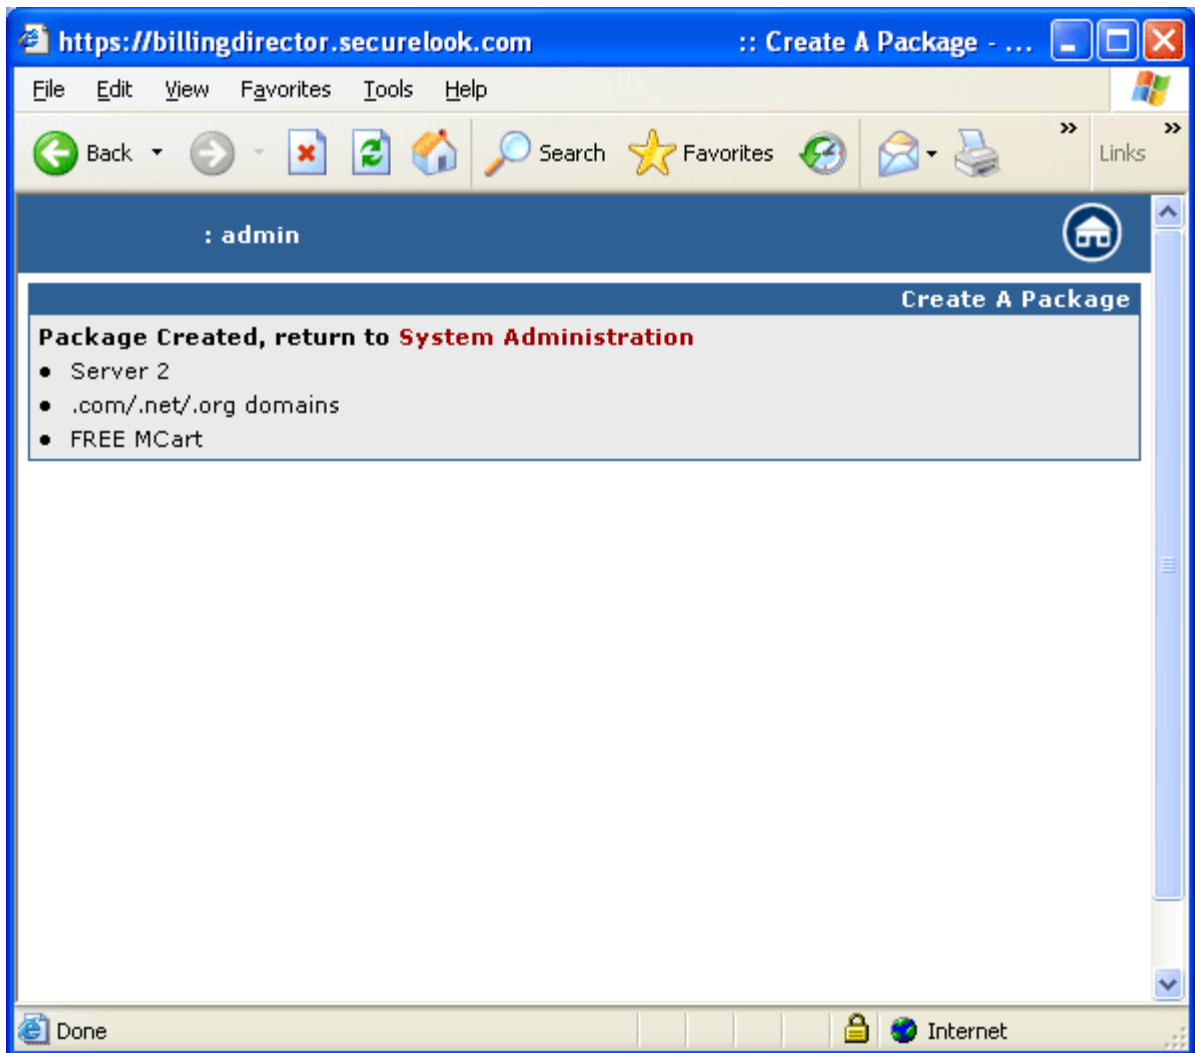 https://billingdirector.securelook.com :: Create A Package - ...
File Edit View Favorites Tools Help
Back Search Favorites » Links »
: admin
Create A Package
Package Created, return to System Administration
• Server 2
• .com/.net/.org domains
• FREE MCart
Done Internet